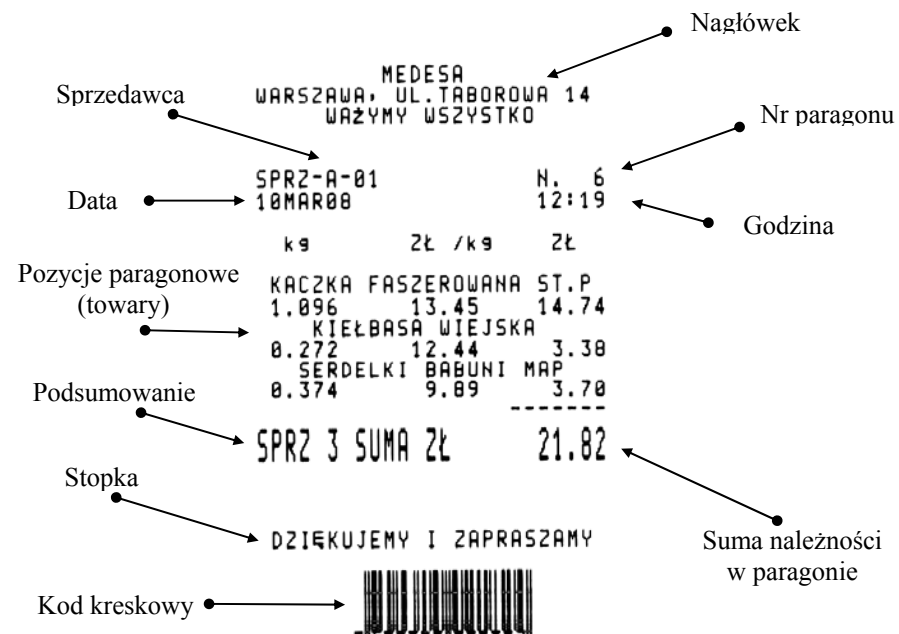 Nagłówek
MEDESA
Sprzedawca
WARSZAWA, UL.TABOROWA 14
WAŻYMY WSZYSTKO
Nr paragonu
SPRZ-A-01 N. 6
Data
10MAR08 12:19
Godzina
kg ZŁ /kg ZŁ
Pozycje paragonowe
(towary)
KACZKA FASZEROWANA ST.P
1.096 13.45 14.74
KIEŁBASA WIEJSKA
0.272 12.44 3.38
SERDELKI BABUNI MAP
0.374 9.89 3.70
-------
Podsumowanie
SPRZ 3 SUMA ZŁ 21.82
Stopka
DZIĘKUJEMY I ZAPRASZAMY
Suma należności
w paragonie
Kod kreskowy